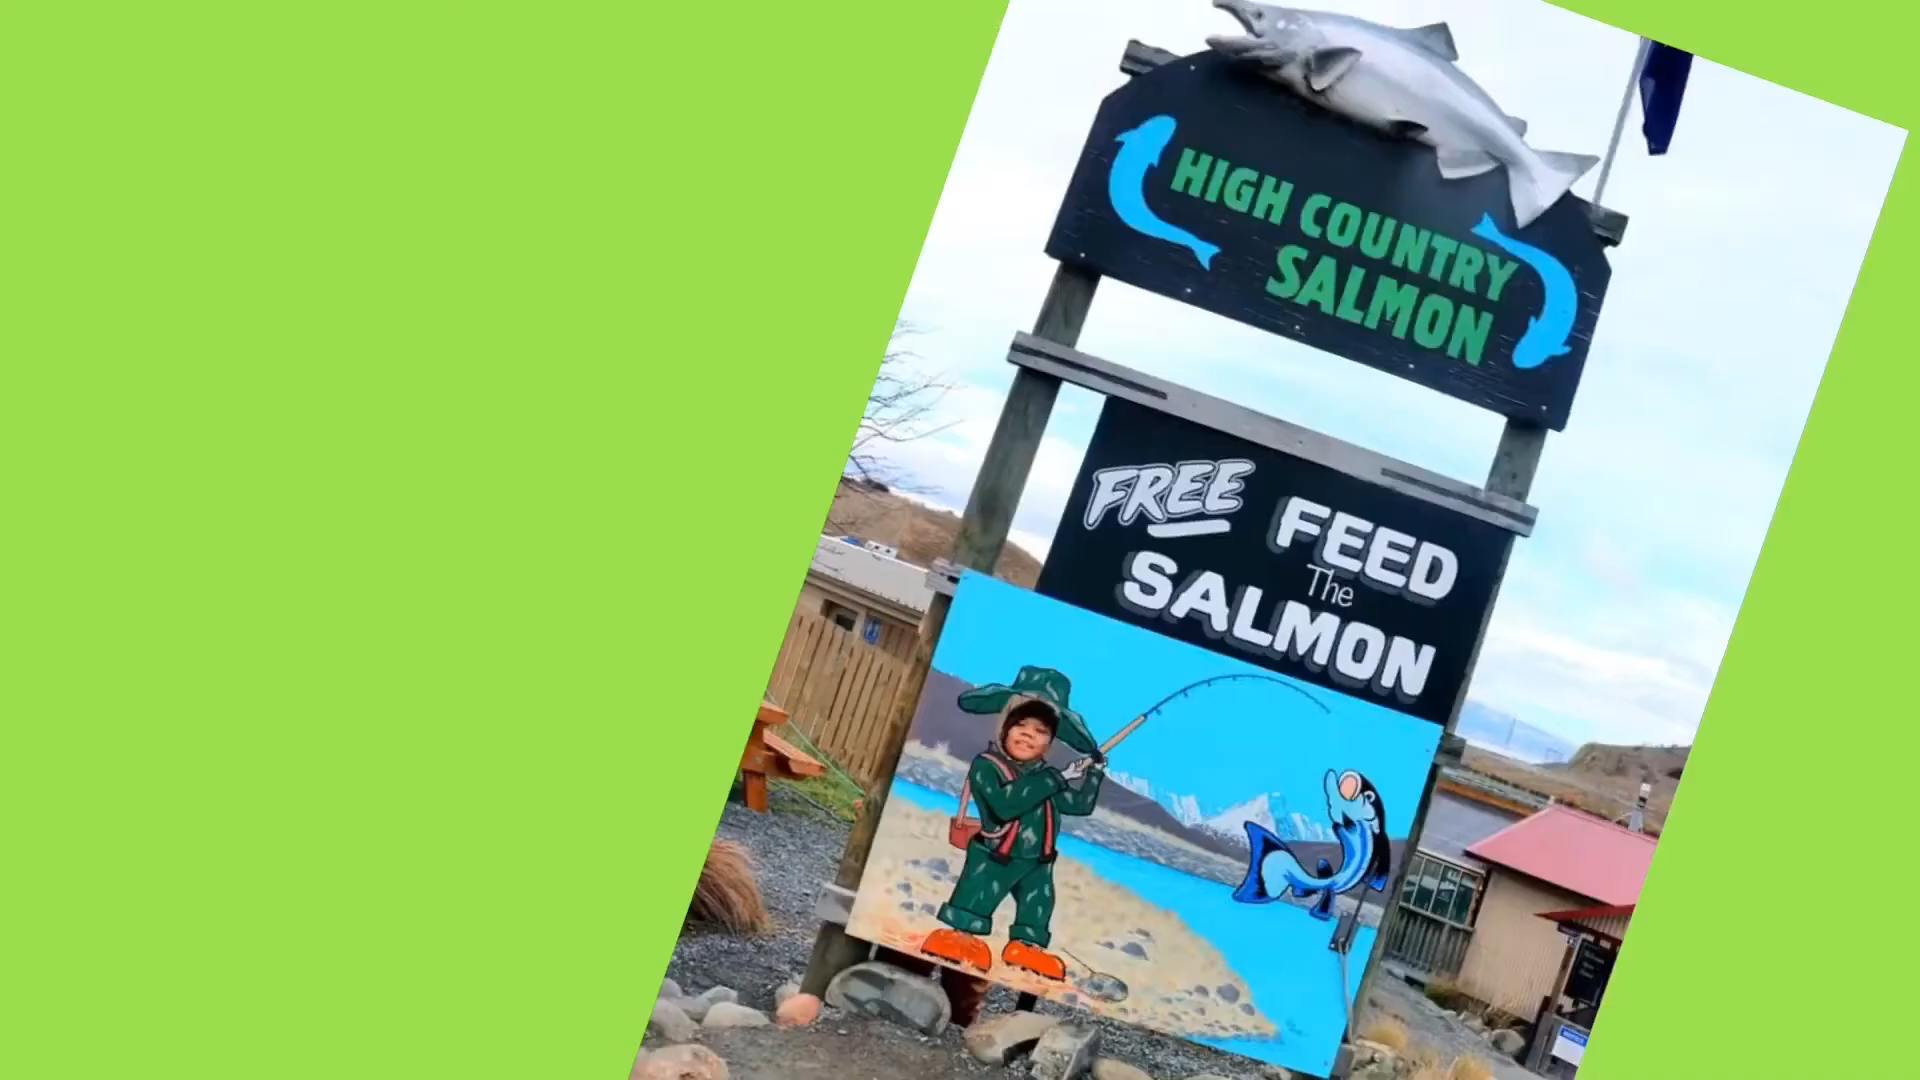 HIGH COUNTRY
SALMON
FREE FEED
The
SALMON